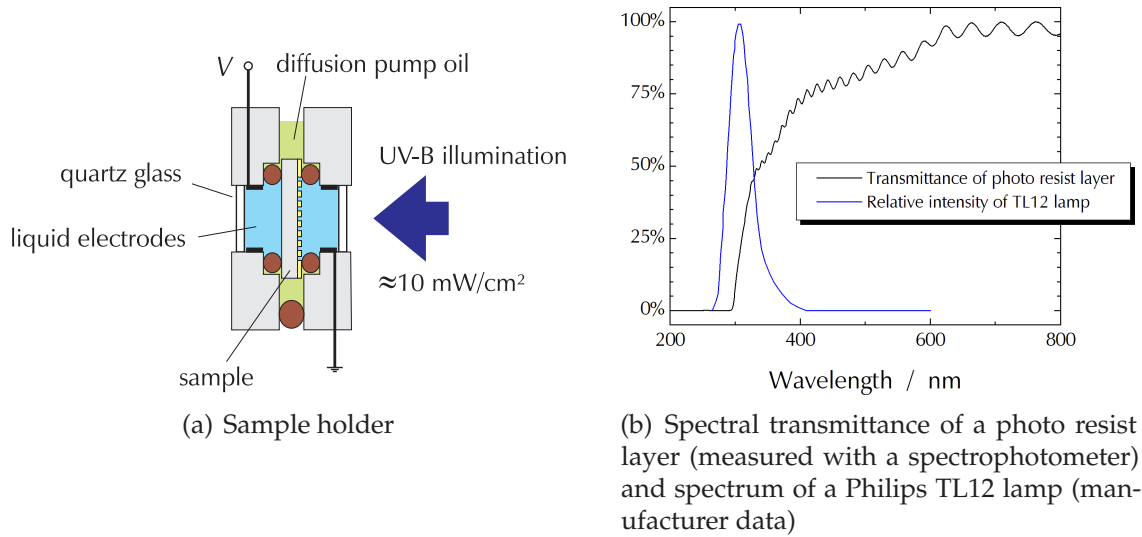 V
diffusion pump oil
UV-B illumination
quartz glass
liquid electrodes
≈10 mW/cm²
sample
(a) Sample holder
100%
75%
50%
25%
0%
Transmittance of photo resist layer
Relative intensity of TL12 lamp
200 400 600 800
Wavelength / nm
(b) Spectral transmittance of a photo resist
layer (measured with a spectrophotometer)
and spectrum of a Philips TL12 lamp (man-
ufacturer data)